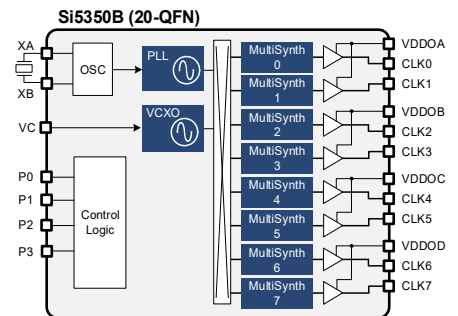 Si5350B (20-QFN)
XA
XB
OSC
PLL
VC
VCXO
P0
P1
P2
P3
Control
Logic
MultiSynth
0
MultiSynth
1
MultiSynth
2
MultiSynth
3
MultiSynth
4
MultiSynth
5
MultiSynth
6
MultiSynth
7
VDDOA
CLK0
CLK1
VDDOB
CLK2
CLK3
VDDOC
CLK4
CLK5
VDDOD
CLK6
CLK7